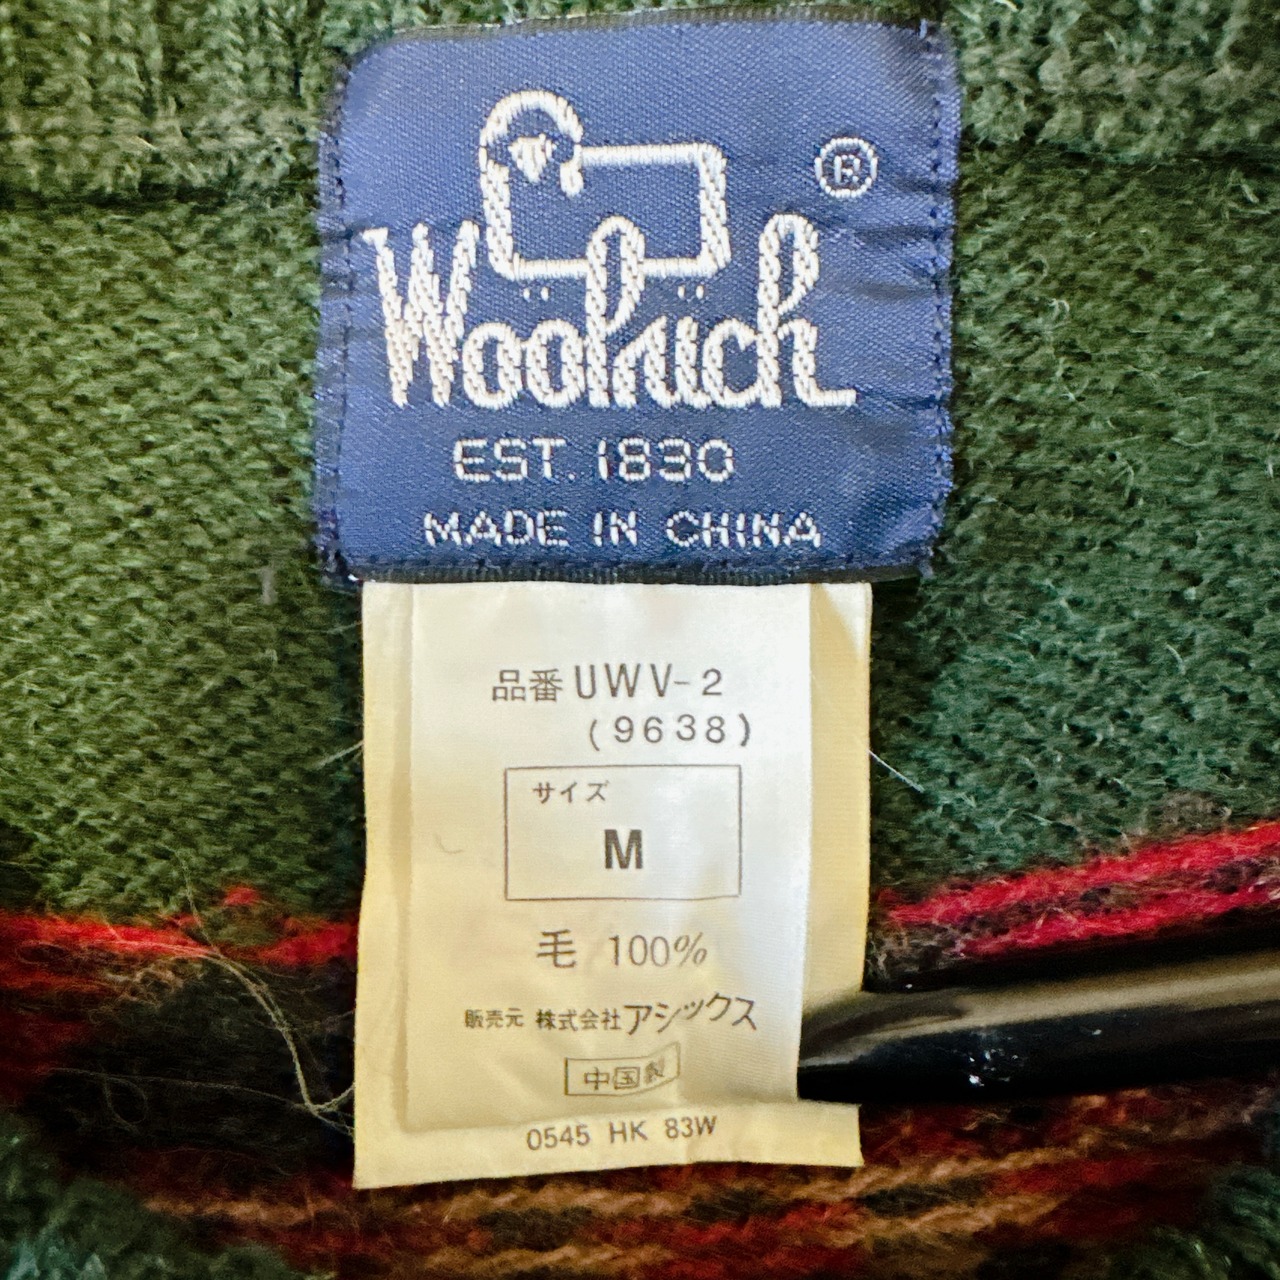 ®
Woolrich
EST. 1830
MADE IN CHINA
品番 UWV-2
(9638)
サイズ
M
毛 100%
販売元 株式会社アシックス
中国製
0545 HK 83W